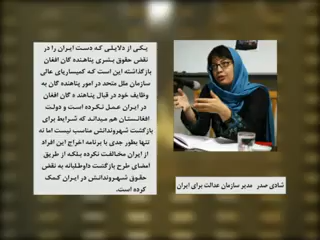 یکی از دلایلی که دست ایران را در
نقض حقوق بشری پناهنده گان افغان
بازگذاشته این است که کمیساریای عالی
سازمان ملل متحد در امور پناهنده گان به
وظایف خود در قبال پناهنده گان افغان
در ایران عمل نکرده است و دولت
افغانستان هم میداند که شرایط برای
بازگشت شهروندانش مناسب نیست اما نه
تنها بطور جدی با برنامه اخراج این افراد
از ایران مخالفت نکرده بلکه از طریق
امضای طرح بازگشت داوطلبانه به نقض
حقوق شهروندانش در ایران کمک
کرده است.
شادی صدر مدیر سازمان عدالت برای ایران